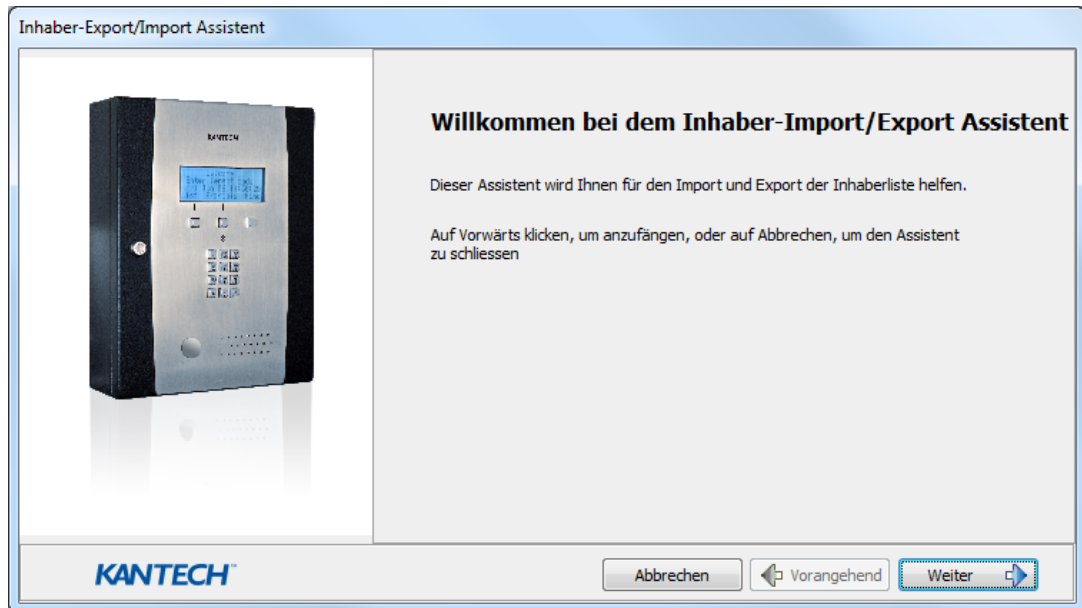 Inhaber-Export/Import Assistent
KANTECH
Willkommen bei dem Inhaber-Import/Export Assistent
Dieser Assistent wird Ihnen für den Import und Export der Inhaberliste helfen.
Auf Vorwärts klicken, um anzufängen, oder auf Abbrechen, um den Assistent
zu schliessen
KANTECH
Abbrechen
Vorangehend
Weiter